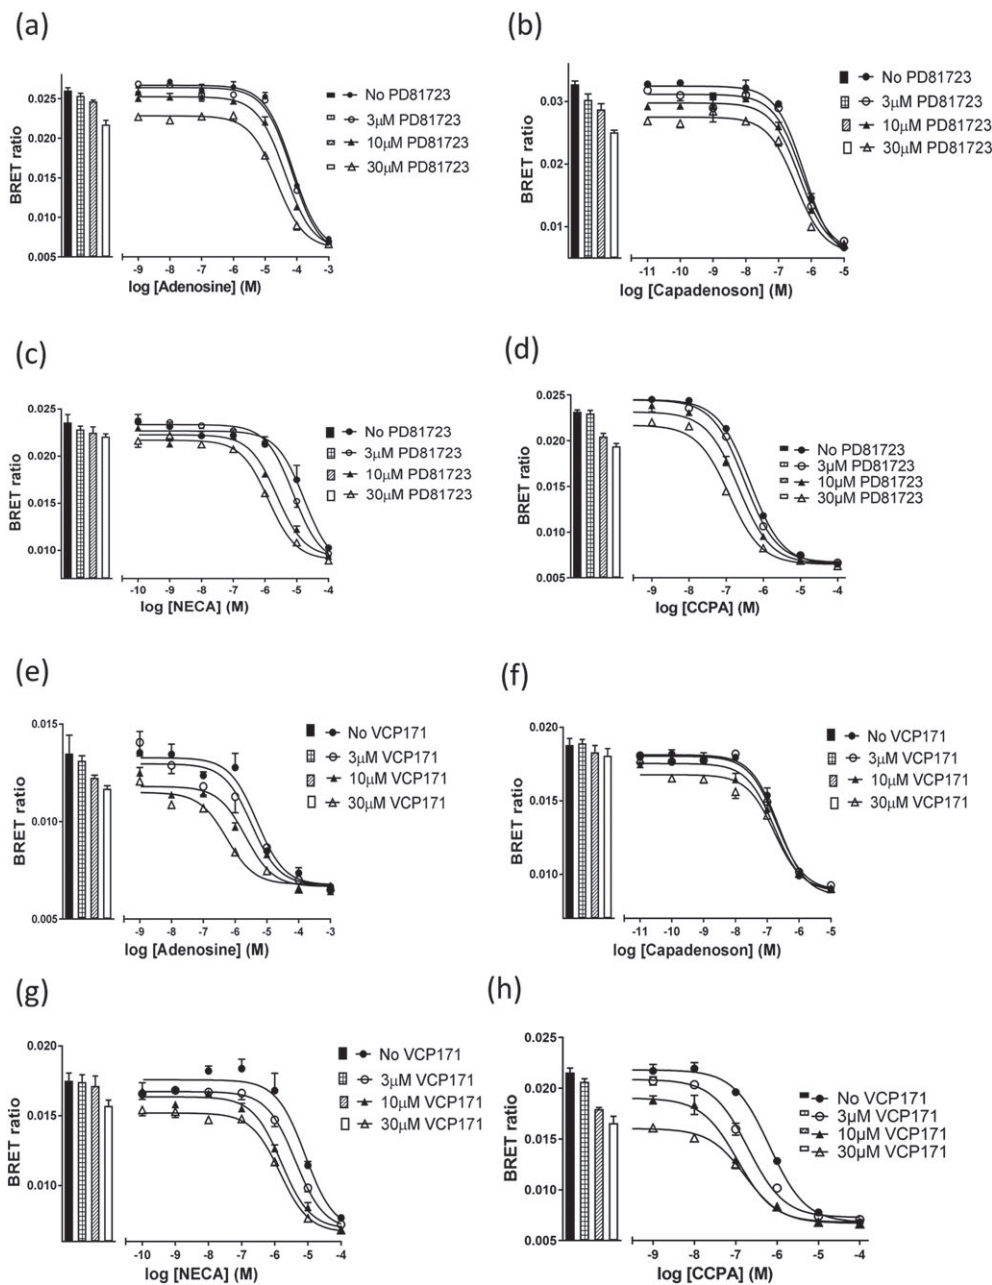 (a)
BRET ratio
0.025
0.020
0.015
0.010
0.005
-9 -8 -7 -6 -5 -4 -3
log [Adenosine] (M)
No PD81723
3μM PD81723
10μM PD81723
30μM PD81723
(b)
BRET ratio
0.03
0.02
0.01
-11 -10 -9 -8 -7 -6 -5
log [Capadenoson] (M)
No PD81723
3μM PD81723
10μM PD81723
30μM PD81723
(c)
BRET ratio
0.025
0.020
0.015
0.010
-10 -9 -8 -7 -6 -5 -4
log [NECA] (M)
No PD81723
3μM PD81723
10μM PD81723
30μM PD81723
(d)
BRET ratio
0.025
0.020
0.015
0.010
0.005
-9 -8 -7 -6 -5 -4
log [CCPA] (M)
No PD81723
3μM PD81723
10μM PD81723
30μM PD81723
(e)
BRET ratio
0.015
0.010
0.005
-9 -8 -7 -6 -5 -4 -3
log [Adenosine] (M)
No VCP171
3μM VCP171
10μM VCP171
30μM VCP171
(f)
BRET ratio
0.020
0.015
0.010
-11 -10 -9 -8 -7 -6 -5
log [Capadenoson] (M)
No VCP171
3μM VCP171
10μM VCP171
30μM VCP171
(g)
BRET ratio
0.020
0.015
0.010
-10 -9 -8 -7 -6 -5 -4
log [NECA] (M)
No VCP171
3μM VCP171
10μM VCP171
30μM VCP171
(h)
BRET ratio
0.025
0.020
0.015
0.010
0.005
-9 -8 -7 -6 -5 -4
log [CCPA] (M)
No VCP171
3μM VCP171
10μM VCP171
30μM VCP171